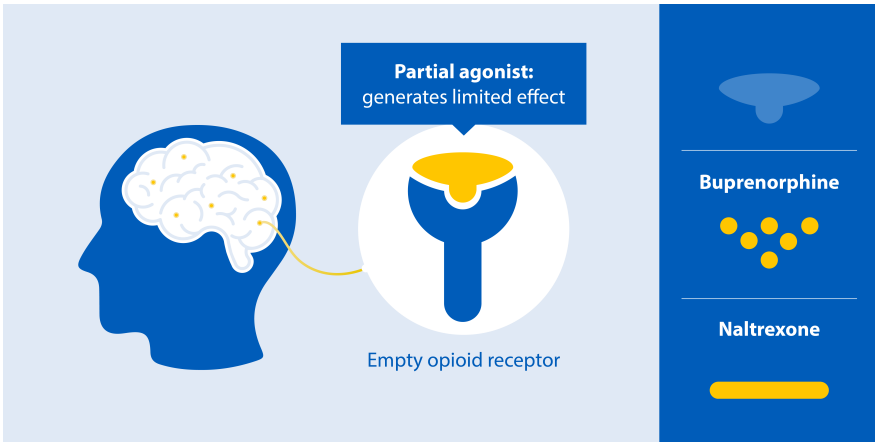 Partial agonist:
generates limited effect
Empty opioid receptor
Buprenorphine
Naltrexone